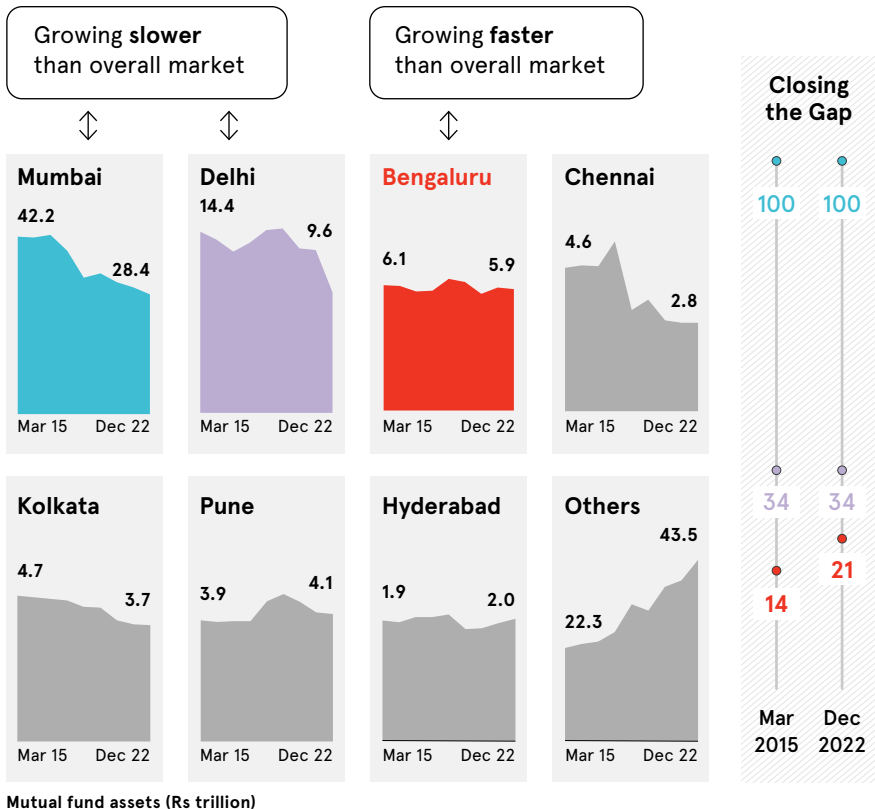 Growing slower
than overall market
Growing faster
than overall market
Mumbai
42.2
28.4
Mar 15 Dec 22
Delhi
14.4
9.6
Mar 15 Dec 22
Bengaluru
6.1
5.9
Mar 15 Dec 22
Chennai
4.6
2.8
Mar 15 Dec 22
Kolkata
4.7
3.7
Mar 15 Dec 22
Pune
3.9
4.1
Mar 15 Dec 22
Hyderabad
1.9
2.0
Mar 15 Dec 22
Others
22.3
43.5
Mar 15 Dec 22
Closing
the Gap
100 100
34 34
21
14
Mar Dec
2015 2022
Mutual fund assets (Rs trillion)